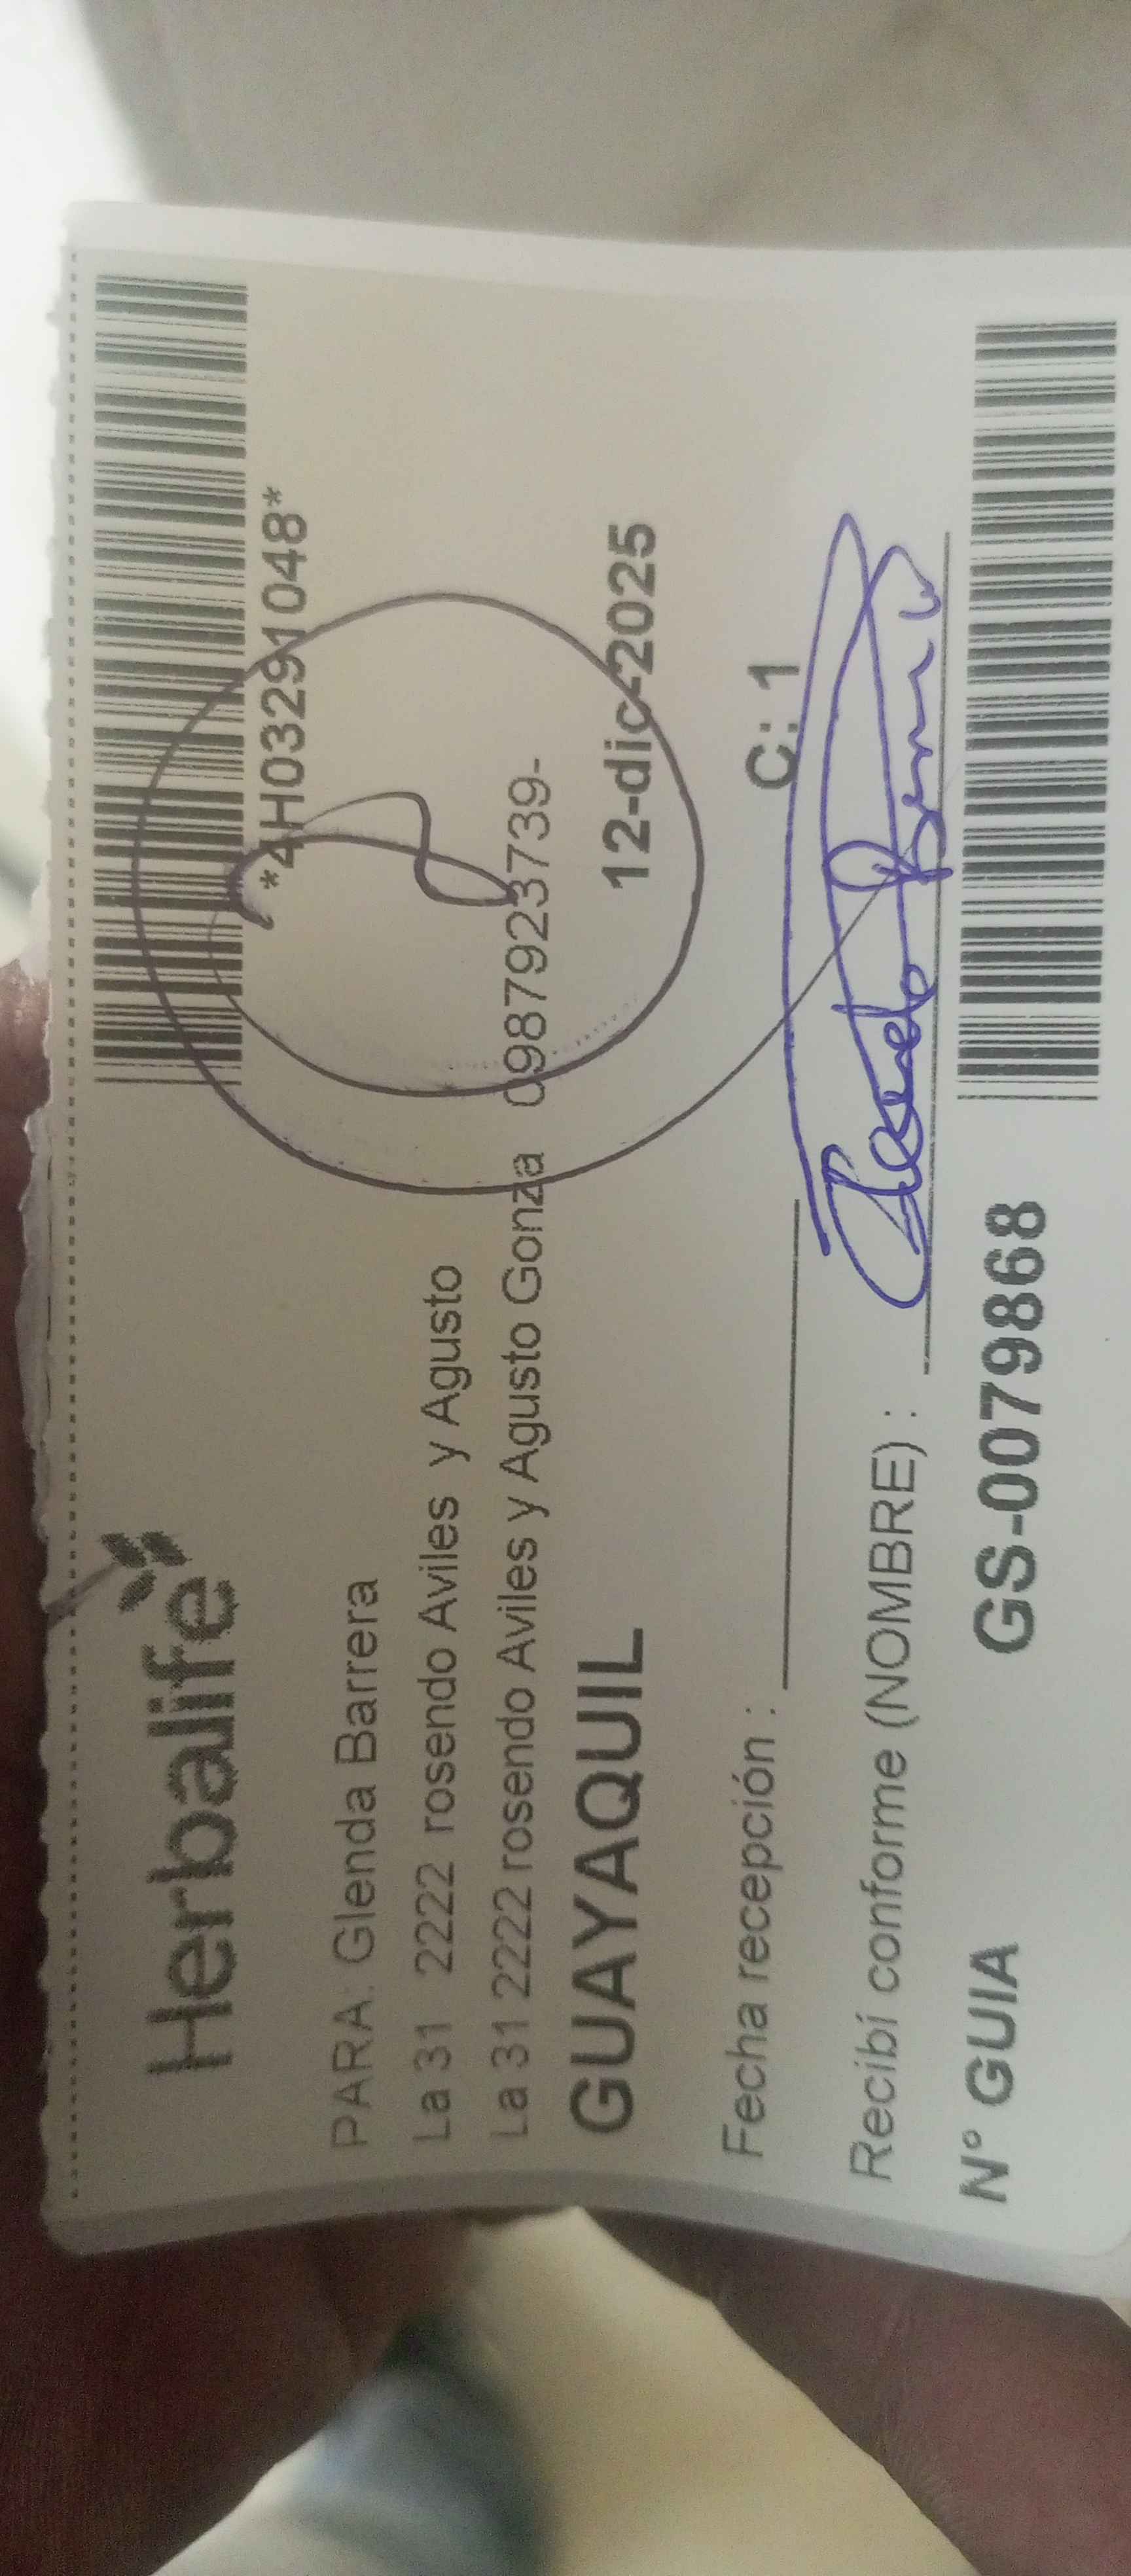 Herbalife
*4H03291048*
PARA: Glenda Barrera
La 31 2222 rosendo Aviles y Agusto
La 31 2222 rosendo Aviles y Agusto Gonza 0987923739-
GUAYAQUIL 12-dic-2025
Fecha recepción : C: 1
Recibí conforme (NOMBRE) :
N° GUIA GS-0079868